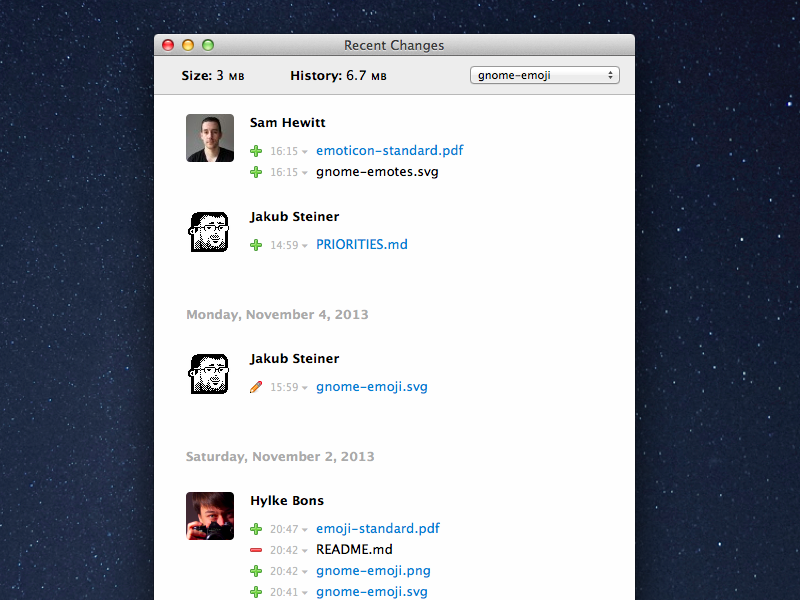 Recent Changes
Size: 3 MB History: 6.7 MB gnome-emoji
Sam Hewitt
16:15 emoticon-standard.pdf
16:15 gnome-emotes.svg
Jakub Steiner
14:59 PRIORITIES.md
Monday, November 4, 2013
Jakub Steiner
15:59 gnome-emoji.svg
Saturday, November 2, 2013
Hylke Bons
20:47 emoji-standard.pdf
20:42 README.md
20:42 gnome-emoji.png
20:41 gnome-emoji.svg